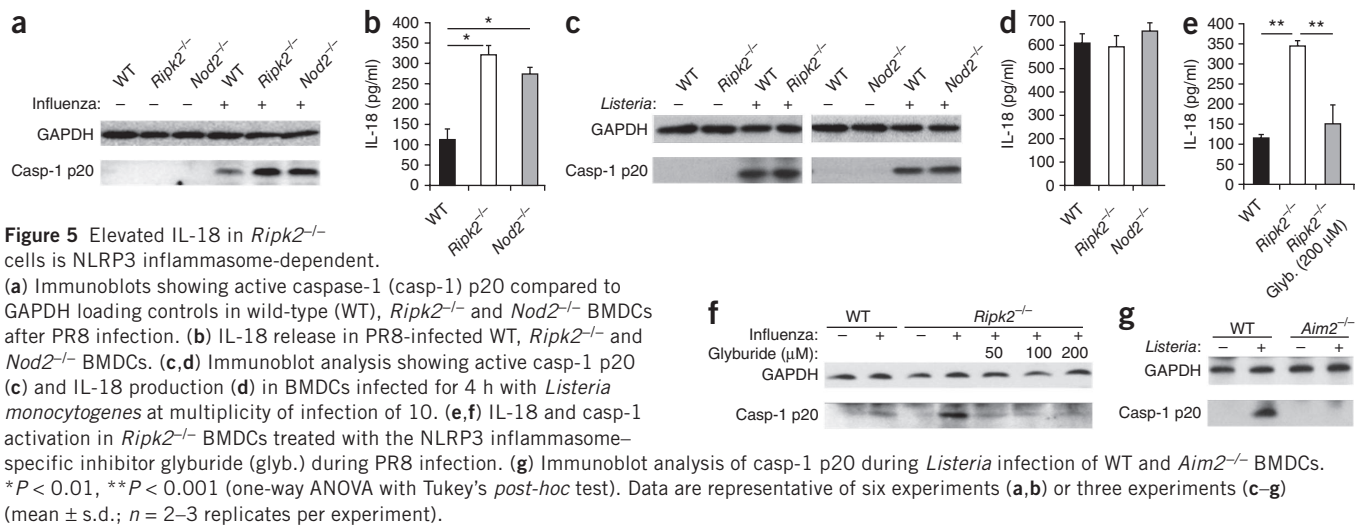 a
WT
Ripk2–/–
Nod2–/–
WT
Ripk2–/–
Nod2–/–
Influenza: – – – + + +
GAPDH
Casp-1 p20
b
IL-18 (pg/ml)
400
350
300
250
200
150
100
50
0
*
*
WT
Ripk2–/–
Nod2–/–
c
WT
Ripk2–/–
WT
Ripk2–/–
WT
Nod2–/–
WT
Nod2–/–
Listeria: – – + + – – + +
GAPDH
Casp-1 p20
d
IL-18 (pg/ml)
700
600
500
400
300
200
700
0
WT
Ripk2–/–
Nod2–/–
e
IL-18 (pg/ml)
400
350
300
250
200
150
100
50
0
**
**
WT
Ripk2–/–
Ripk2–/–
Glyb. (200 μM)
Figure 5 Elevated IL-18 in Ripk2–/–
cells is NLRP3 inflammasome-dependent.
(a) Immunoblots showing active caspase-1 (casp-1) p20 compared to
GAPDH loading controls in wild-type (WT), Ripk2–/– and Nod2–/– BMDCs
after PR8 infection. (b) IL-18 release in PR8-infected WT, Ripk2–/– and
Nod2–/– BMDCs. (c,d) Immunoblot analysis showing active casp-1 p20
(c) and IL-18 production (d) in BMDCs infected for 4 h with Listeria
monocytogenes at multiplicity of infection of 10. (e,f) IL-18 and casp-1
activation in Ripk2–/– BMDCs treated with the NLRP3 inflammasome–
specific inhibitor glyburide (glyb.) during PR8 infection. (g) Immunoblot analysis of casp-1 p20 during Listeria infection of WT and Aim2–/– BMDCs.
*P < 0.01, **P < 0.001 (one-way ANOVA with Tukey's post-hoc test). Data are representative of six experiments (a,b) or three experiments (c–g)
(mean ± s.d.; n = 2–3 replicates per experiment).
f
WT Ripk2–/–
Influenza: – + – + + + +
Glyburide (μM): 50 100 200
GAPDH
Casp-1 p20
g
WT Aim2–/–
Listeria: – + – +
GAPDH
Casp-1 p20